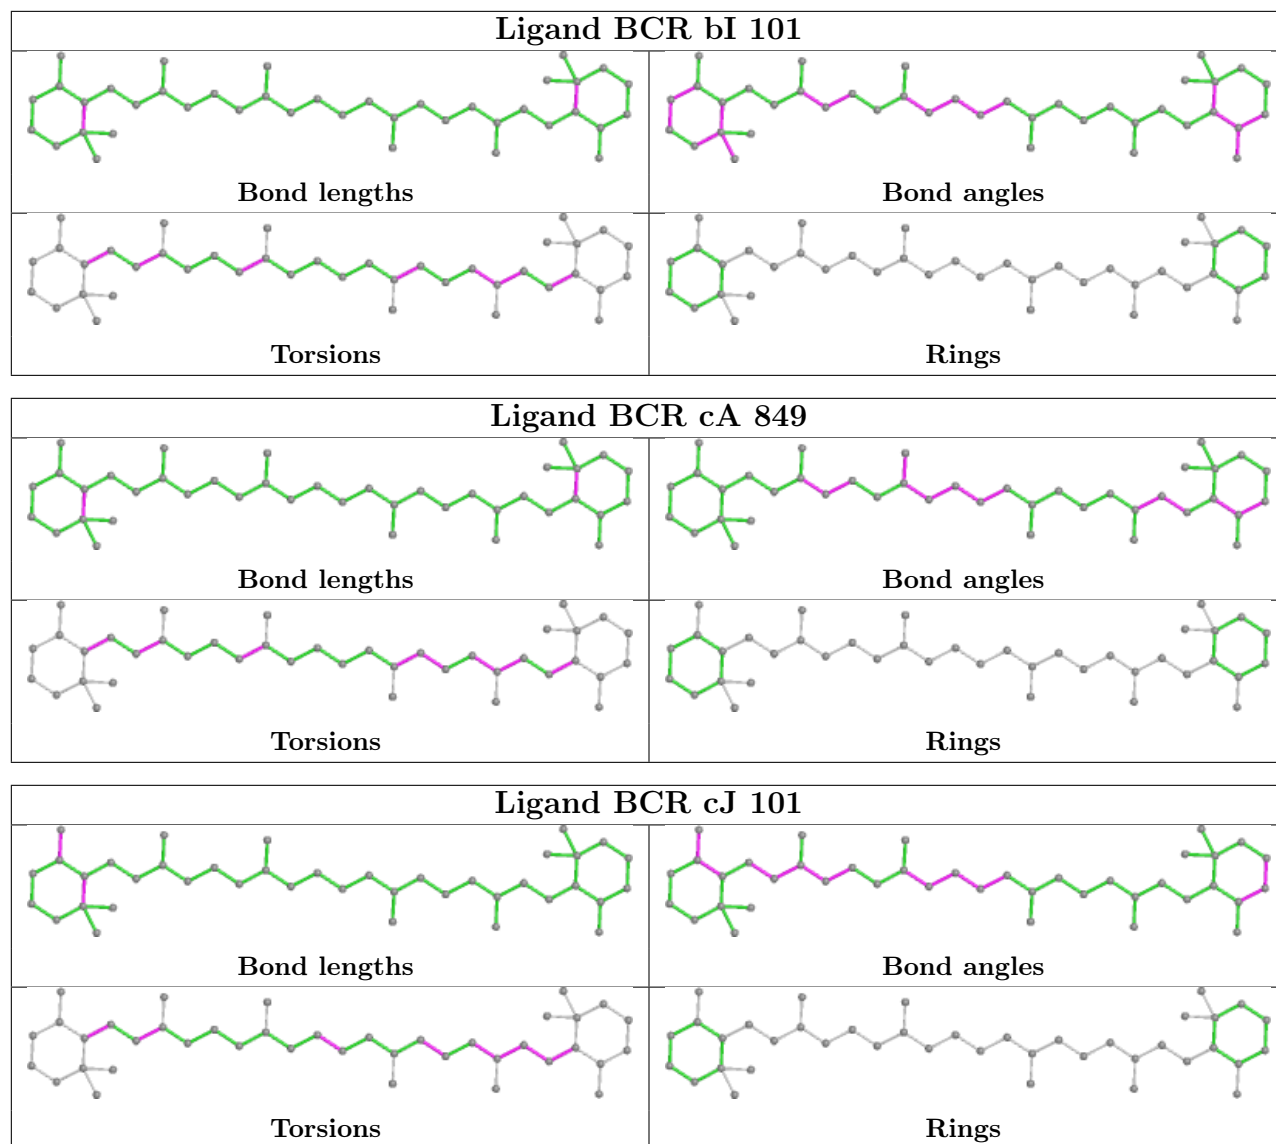 Ligand BCR bI 101
Bond lengths
Bond angles
Torsions
Rings
Ligand BCR cA 849
Bond lengths
Bond angles
Torsions
Rings
Ligand BCR cJ 101
Bond lengths
Bond angles
Torsions
Rings